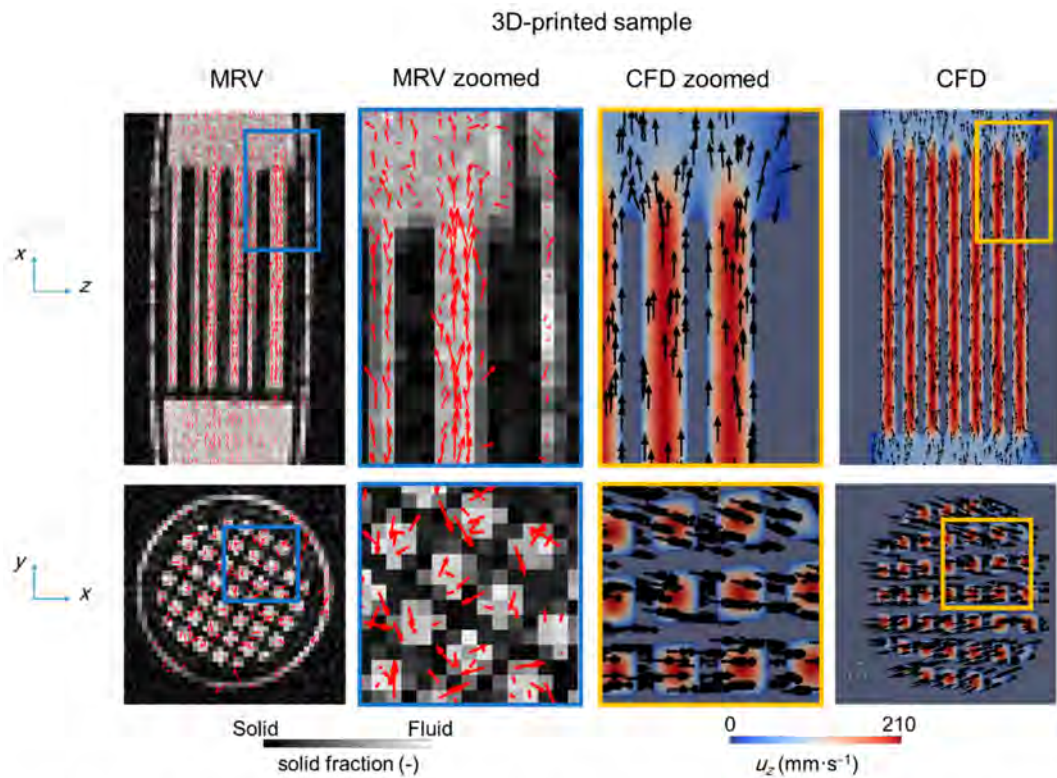 3D-printed sample
MRV
MRV zoomed
CFD zoomed
CFD
x
z
y
x
Solid
Fluid
solid fraction (-)
0
210
u_z (mm·s⁻¹)